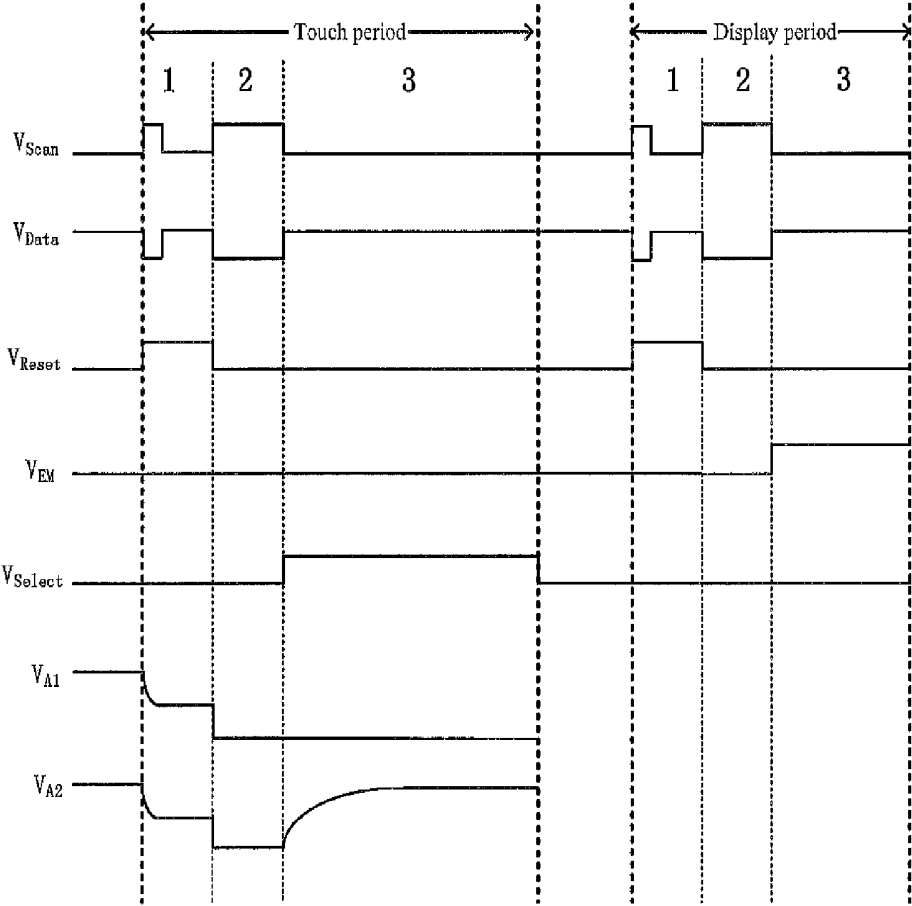 Touch period Display period
1 2 3 1 2 3
VScan
VData
VReset
VEM
VSelect
VA1
VA2